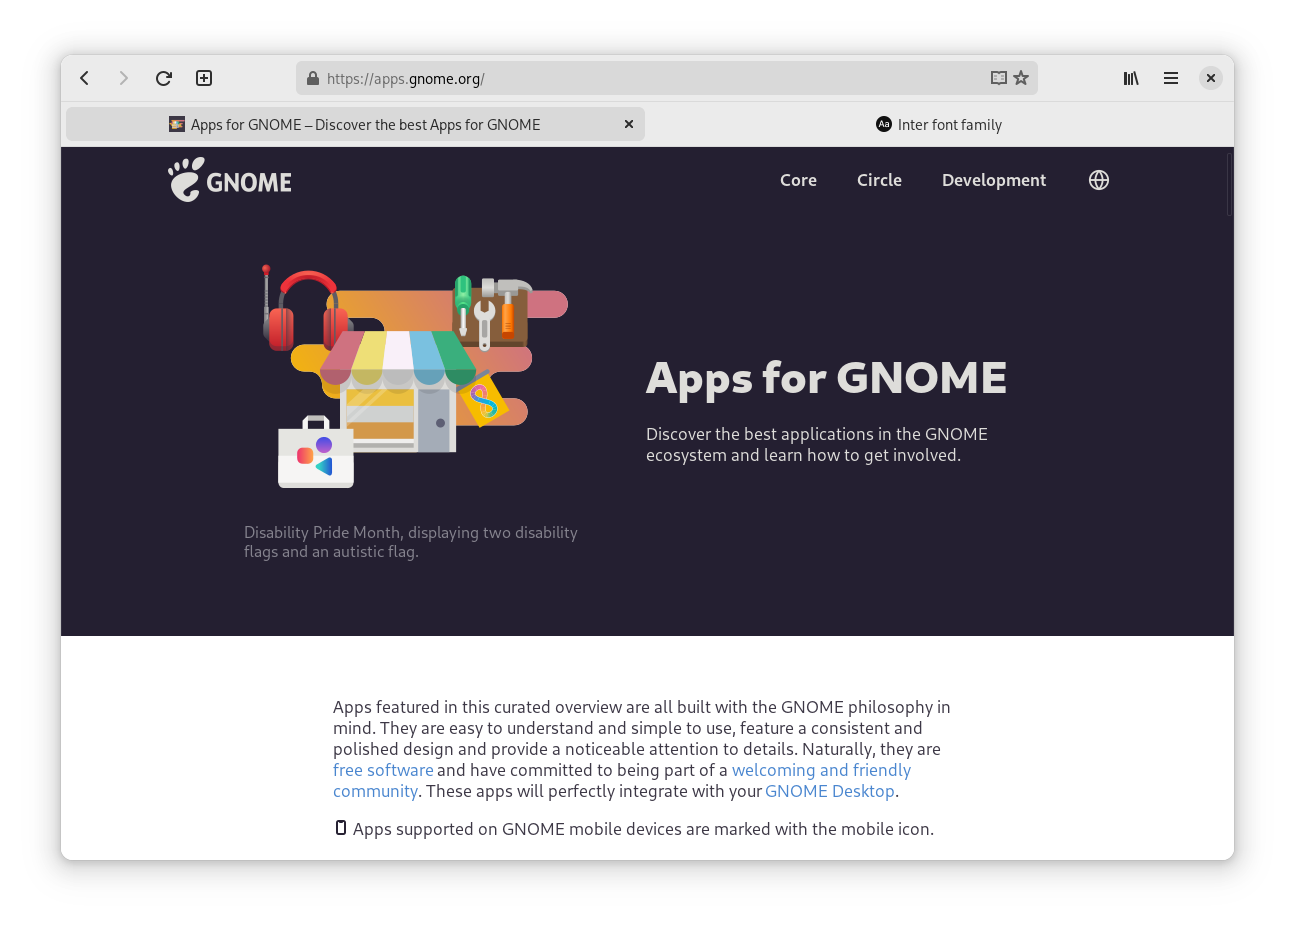 https://apps.gnome.org/
Apps for GNOME – Discover the best Apps for GNOME
Aa Inter font family
GNOME
Core Circle Development
Apps for GNOME
Discover the best applications in the GNOME
ecosystem and learn how to get involved.
Disability Pride Month, displaying two disability
flags and an autistic flag.
Apps featured in this curated overview are all built with the GNOME philosophy in
mind. They are easy to understand and simple to use, feature a consistent and
polished design and provide a noticeable attention to details. Naturally, they are
free software and have committed to being part of a welcoming and friendly
community. These apps will perfectly integrate with your GNOME Desktop.
Apps supported on GNOME mobile devices are marked with the mobile icon.